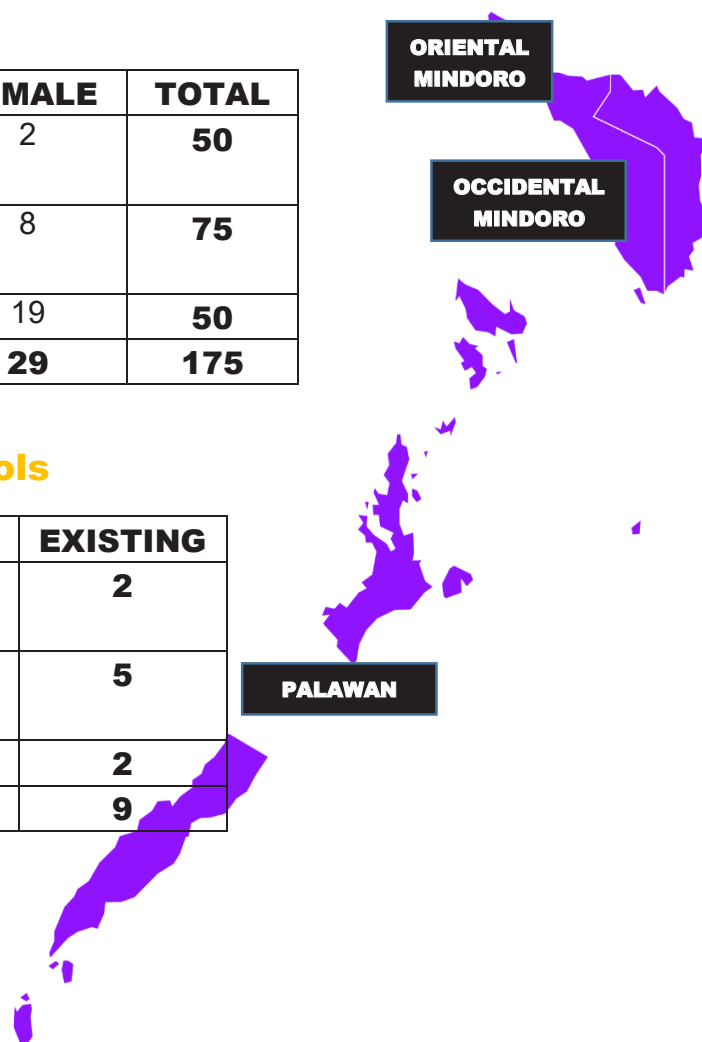 ORIENTAL
MINDORO
MALE TOTAL
2 50
OCCIDENTAL
MINDORO
8 75
19 50
29 175
ols
EXISTING
2
5
PALAWAN
2
9